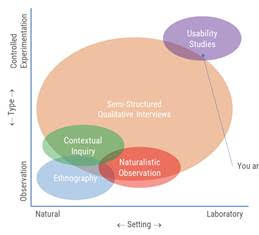 Controlled
Experimentation
Usability
Studies
← Type →
Semi-Structured
Qualitative Interviews
Contextual
Inquiry
Naturalistic
Observation
Ethnography
You ar
Observation
Natural
Laboratory
← Setting →